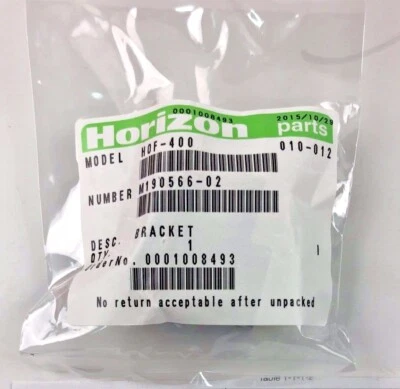 0001008493 2015/10/29
Horizon parts
MODEL HOF-400 010-012
NUMBER M190566-02
DESC. BRACKET
QTY. 1 1
OrderNo. 0001008493
No return acceptable after unpacked